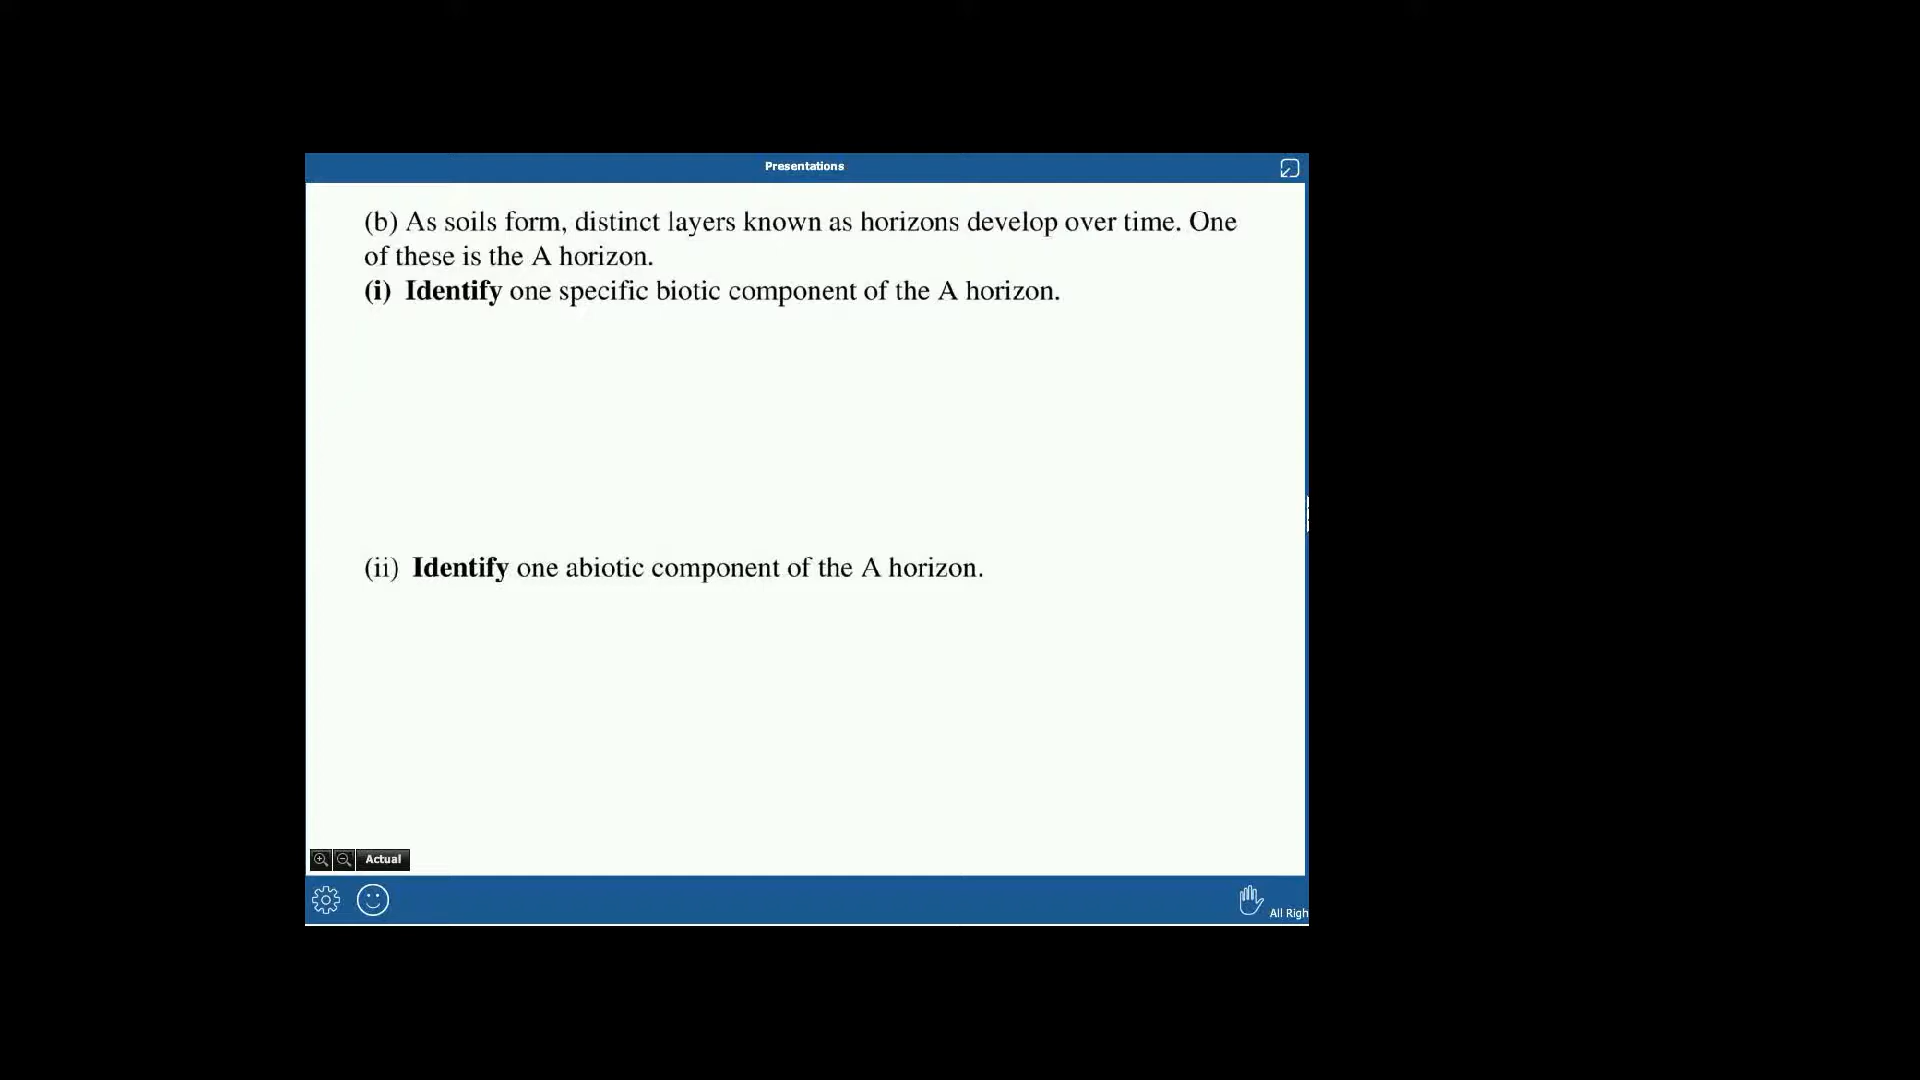 Presentations
(b) As soils form, distinct layers known as horizons develop over time. One
of these is the A horizon.
(i) Identify one specific biotic component of the A horizon.
(ii) Identify one abiotic component of the A horizon.
Actual
All Righ